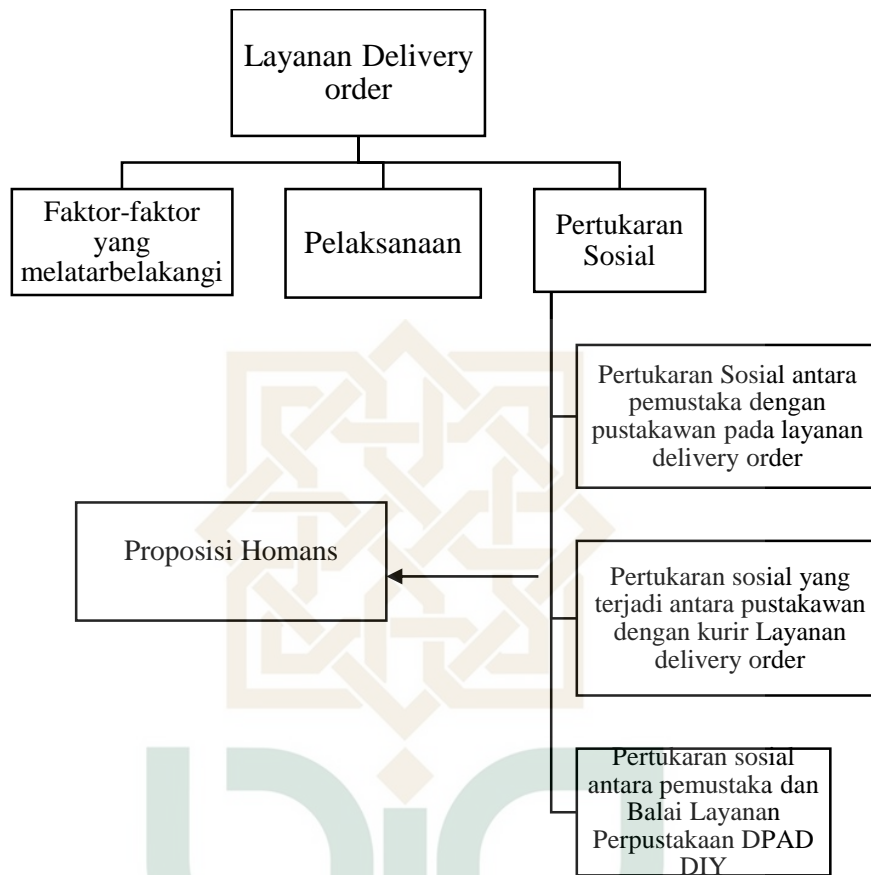 Layanan Delivery
order
Faktor-faktor
yang
melatarbelakangi
Pelaksanaan
Pertukaran
Sosial
Pertukaran Sosial antara
pemustaka dengan
pustakawan pada layanan
delivery order
Proposisi Homans
Pertukaran sosial yang
terjadi antara pustakawan
dengan kurir Layanan
delivery order
Pertukaran sosial
antara pemustaka dan
Balai Layanan
Perpustakaan DPAD
DIY